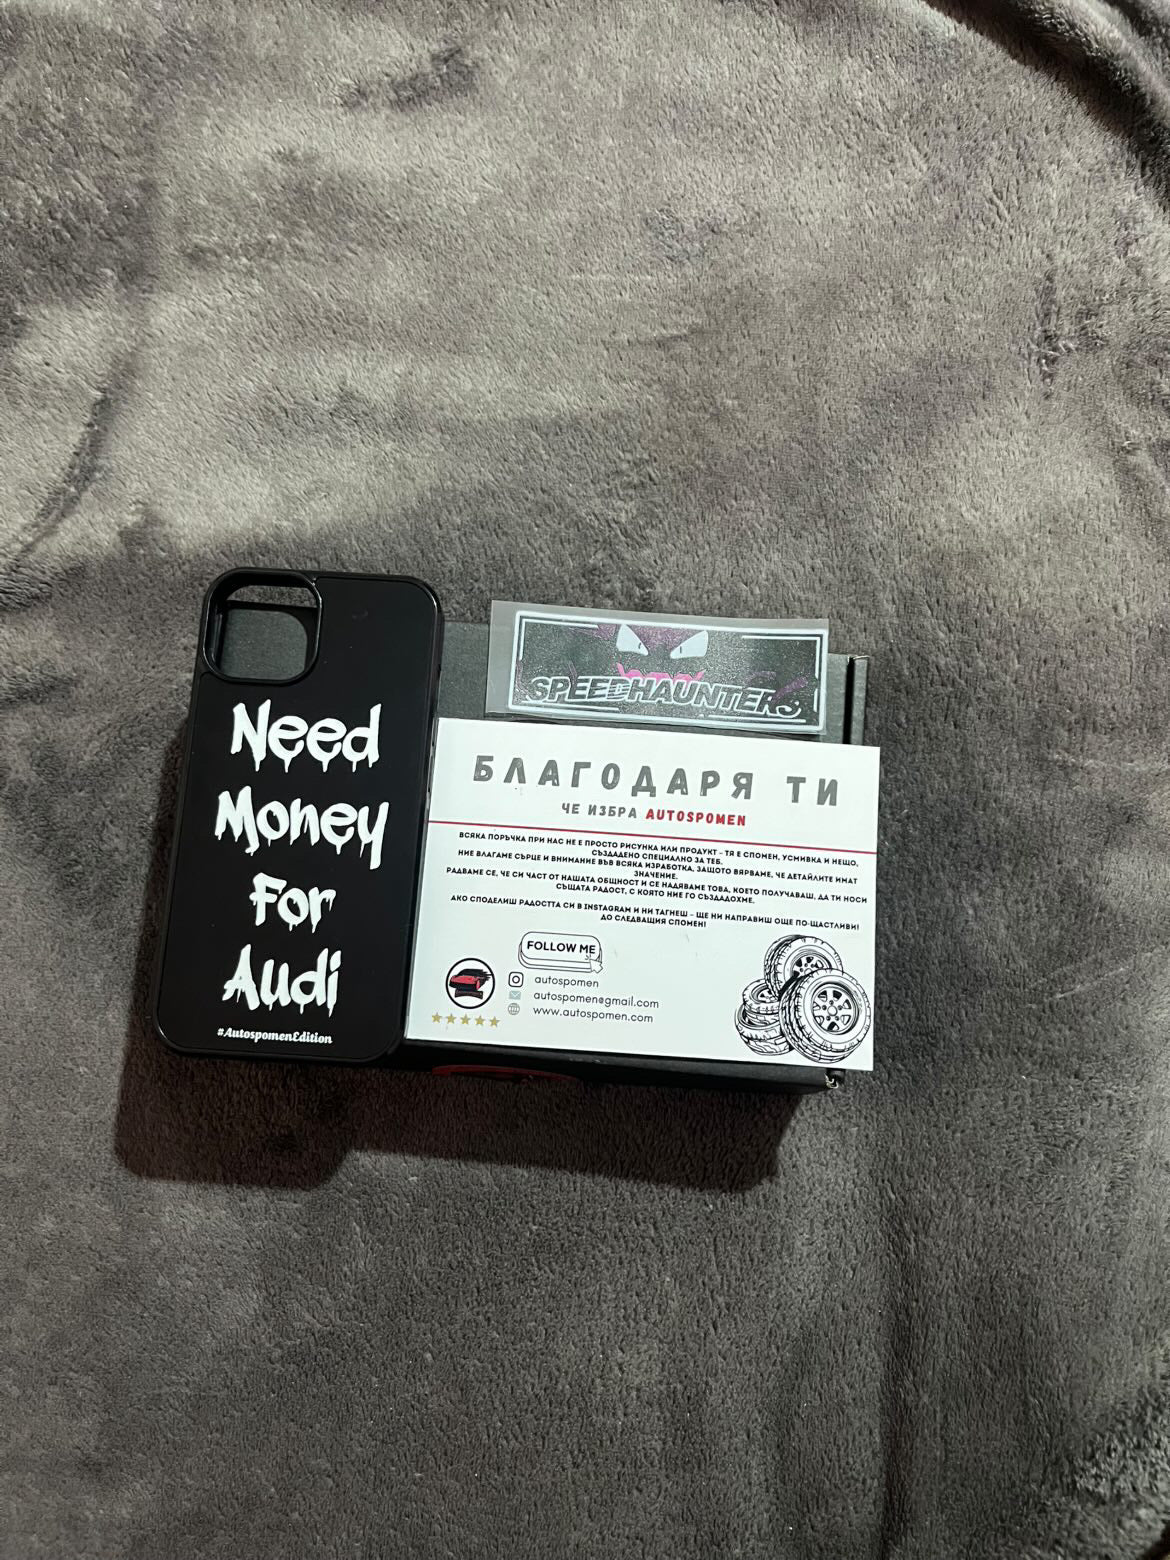 Need
Money
For
Audi
#AutospomenEdition
SPEEDHAUNTERS
БЛАГОДАРЯ ТИ
ЧЕ ИЗБРА AUTOSPOMEN
ВСЯКА ПОРЪЧКА ПРИ НАС НЕ Е ПРОСТО РИСУНКА ИЛИ ПРОДУКТ – ТЯ Е СПОМЕН, УСМИВКА И НЕЩО,
СЪЗДАДЕНО СПЕЦИАЛНО ЗА ТЕБ.
НИЕ ВЛАГАМЕ СЪРЦЕ И ВНИМАНИЕ ВЪВ ВСЯКА ИЗРАБОТКА, ЗАЩОТО ВЯРВАМЕ, ЧЕ ДЕТАЙЛИТЕ ИМАТ
ЗНАЧЕНИЕ.
РАДВАМЕ СЕ, ЧЕ СИ ЧАСТ ОТ НАШАТА ОБЩНОСТ И СЕ НАДЯВАМЕ ТОВА, КОЕТО ПОЛУЧАВАШ, ДА ТИ НОСИ
СЪЩАТА РАДОСТ, С КОЯТО НИЕ ГО СЪЗДАДОХМЕ.
АКО СПОДЕЛИШ РАДОСТТА СИ В INSTAGRAM И НИ ТАГНЕШ – ЩЕ НИ НАПРАВИШ ОЩЕ ПО-ЩАСТЛИВИ!
ДО СЛЕДВАЩИЯ СПОМЕН!
FOLLOW ME
autospomen
autospomen@gmail.com
www.autospomen.com